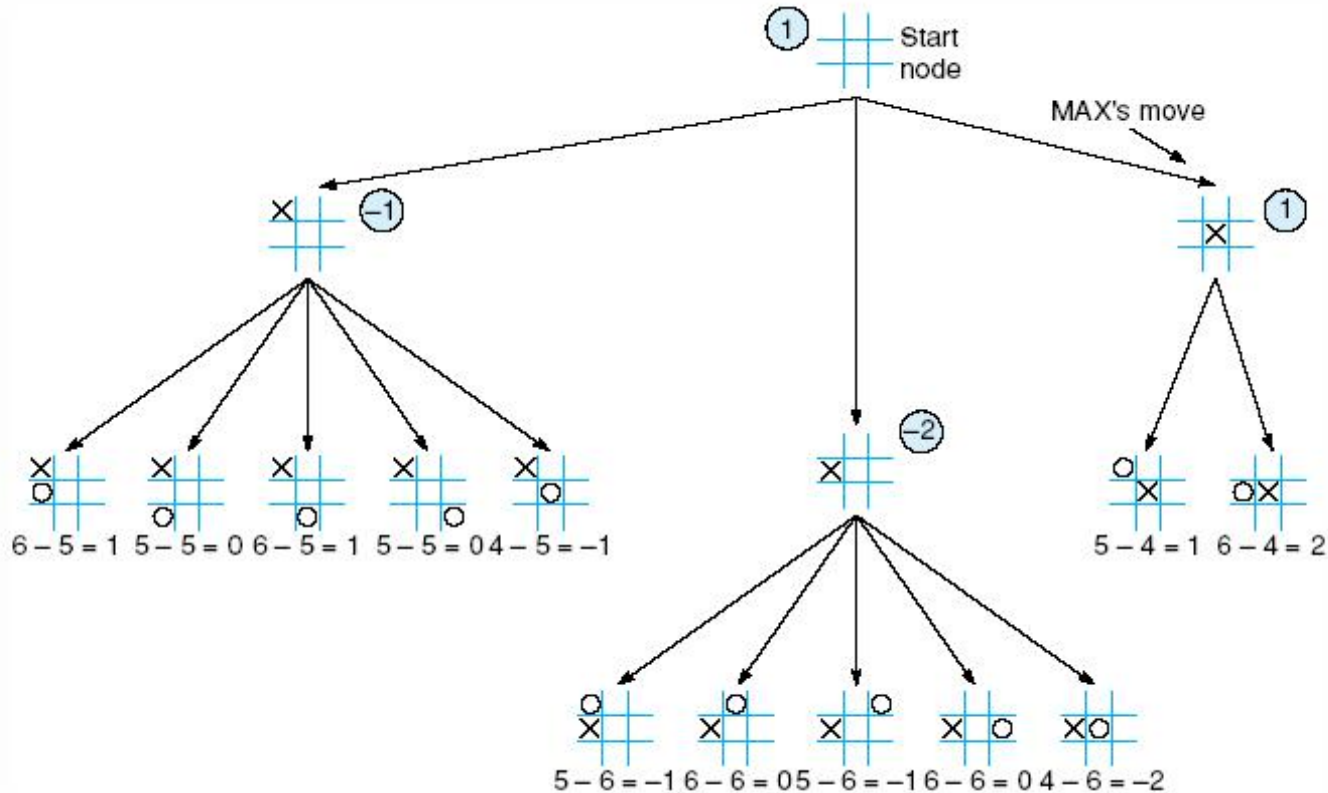 1
Start
node
MAX's move
–1
1
–2
6 – 5 = 1 5 – 5 = 0 6 – 5 = 1 5 – 5 = 0 4 – 5 = –1
5 – 4 = 1 6 – 4 = 2
5 – 6 = –1 6 – 6 = 0 5 – 6 = –1 6 – 6 = 0 4 – 6 = –2